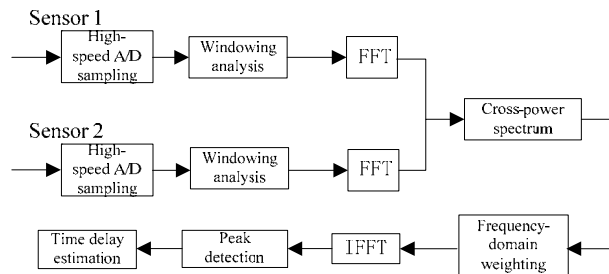 Sensor 1
High-
speed A/D
sampling
Windowing
analysis
FFT
Cross-power
spectrum
Sensor 2
High-
speed A/D
sampling
Windowing
analysis
FFT
Time delay
estimation
Peak
detection
IFFT
Frequency-
domain
weighting